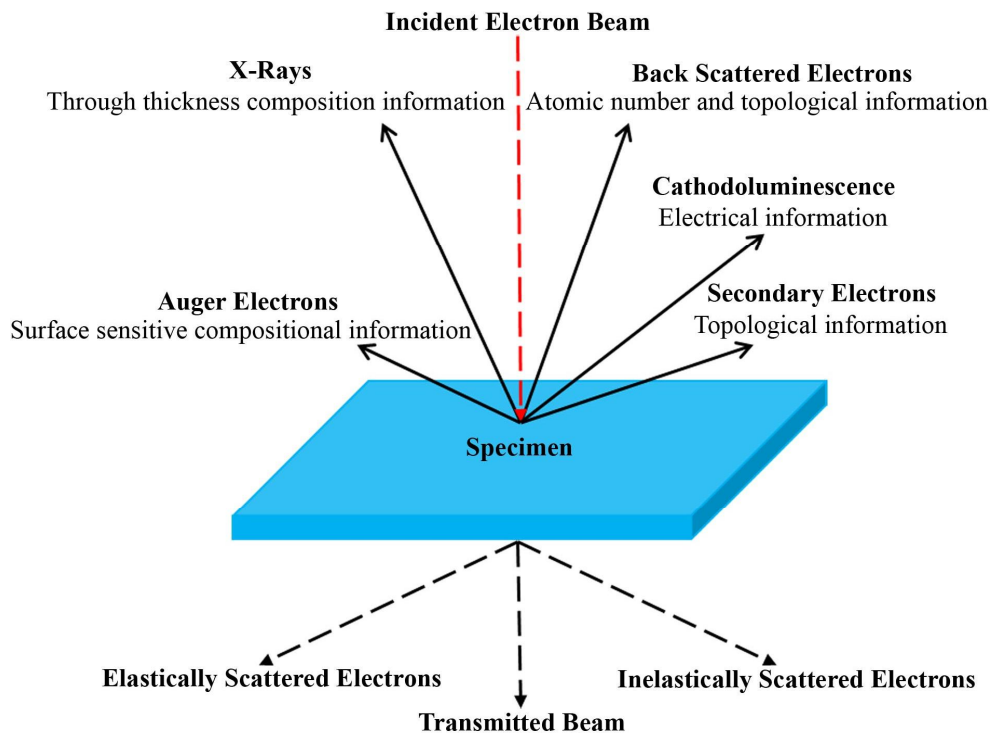 Incident Electron Beam
X-Rays
Through thickness composition information
Back Scattered Electrons
Atomic number and topological information
Cathodoluminescence
Electrical information
Auger Electrons
Surface sensitive compositional information
Secondary Electrons
Topological information
Specimen
Elastically Scattered Electrons
Inelastically Scattered Electrons
Transmitted Beam